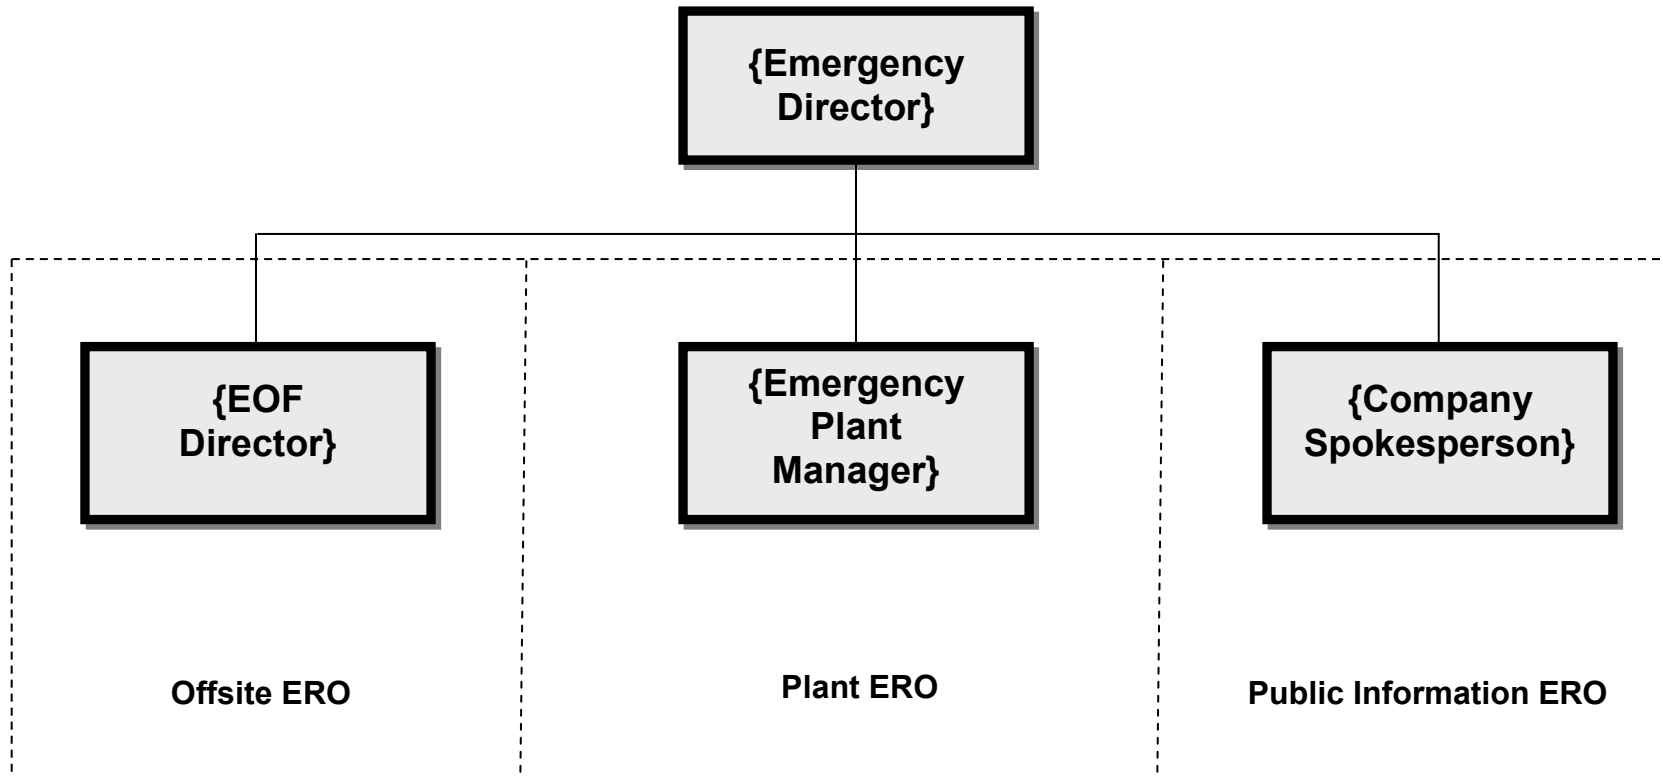 {Emergency
Director}
{EOF
Director}
{Emergency
Plant
Manager}
{Company
Spokesperson}
Offsite ERO
Plant ERO
Public Information ERO